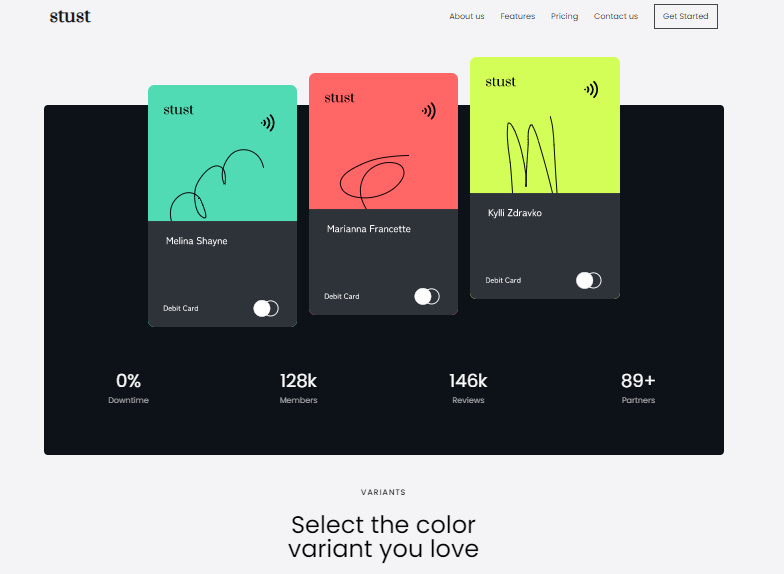 stust
About us Features Pricing Contact us Get Started
stust
stust
stust
Melina Shayne
Marianna Francette
Kylli Zdravko
Debit Card
Debit Card
Debit Card
0% 128k 146k 89+
Downtime Members Reviews Partners
VARIANTS
Select the color
variant you love